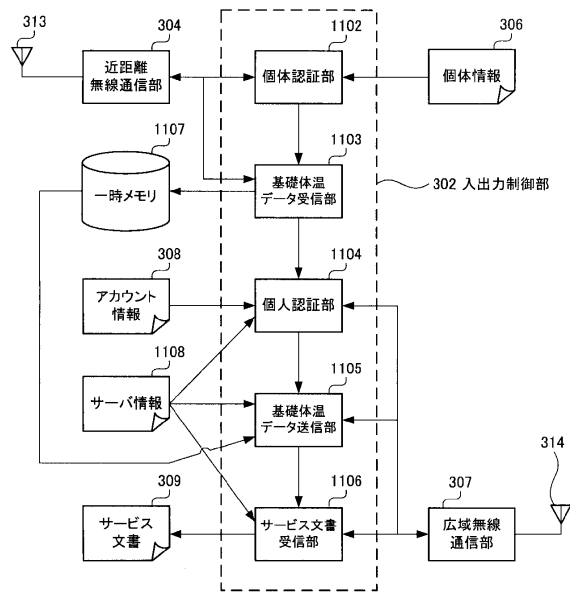 313
304
1102
306
近距離
無線通信部
個体認証部
個体情報
1107
1103
一時メモリ
基礎体温
データ受信部
302 入出力制御部
308
1104
アカウント
情報
個人認証部
1108
1105
サーバ情報
基礎体温
データ送信部
309
1106
307
314
サービス
文書
サービス文書
受信部
広域無線
通信部